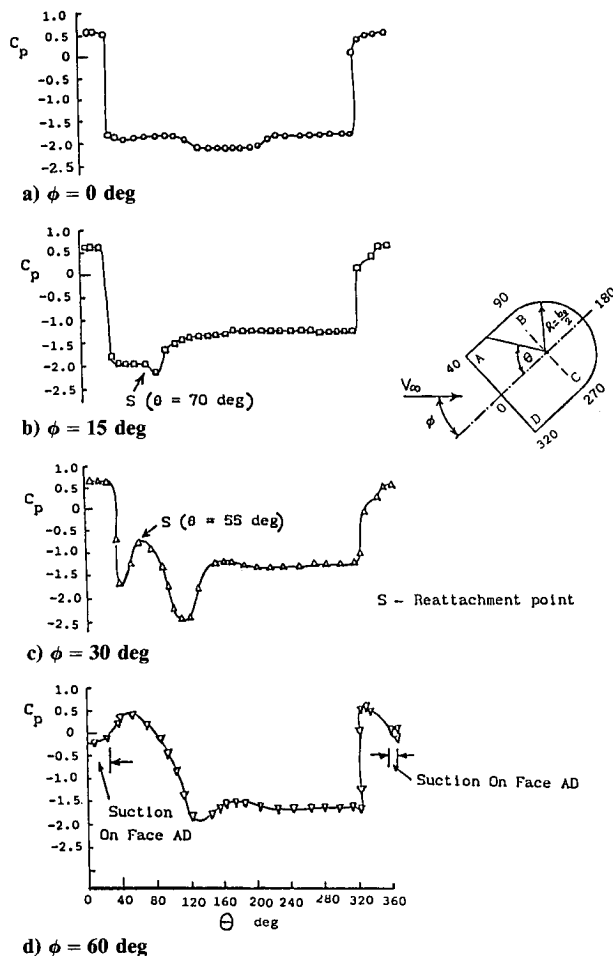 Cp
1.0
0.5
0
-0.5
-1.0
-1.5
-2.0
-2.5
a) ϕ = 0 deg
Cp
1.0
0.5
0
-0.5
-1.0
-1.5
-2.0
-2.5
S (θ = 70 deg)
b) ϕ = 15 deg
V∞
ϕ
0
40
A
90
B
θ
180
C
270
D
320
Cp
1.0
0.5
0
-0.5
-1.0
-1.5
-2.0
-2.5
S (θ = 55 deg)
S - Reattachment point
c) ϕ = 30 deg
Cp
1.0
0.5
0
-0.5
-1.0
-1.5
-2.0
-2.5
Suction
On Face AD
Suction On Face AD
0 40 80 120 160 200 240 280 320 360
θ deg
d) ϕ = 60 deg